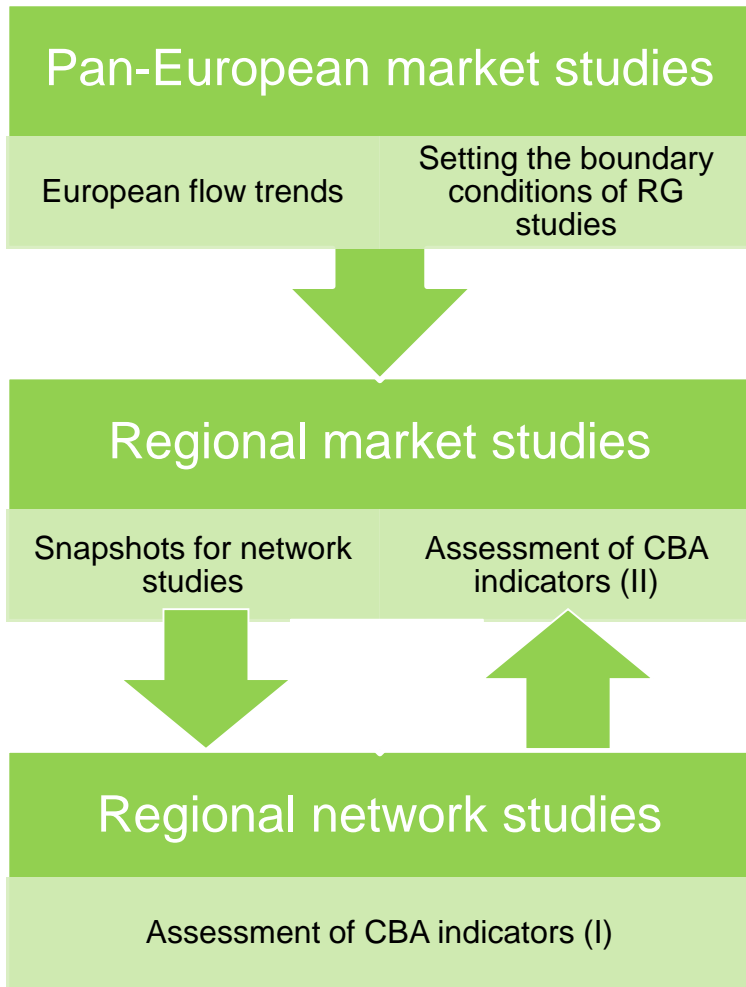 Pan-European market studies
European flow trends
Setting the boundary
conditions of RG
studies
Regional market studies
Snapshots for network
studies
Assessment of CBA
indicators (II)
Regional network studies
Assessment of CBA indicators (I)